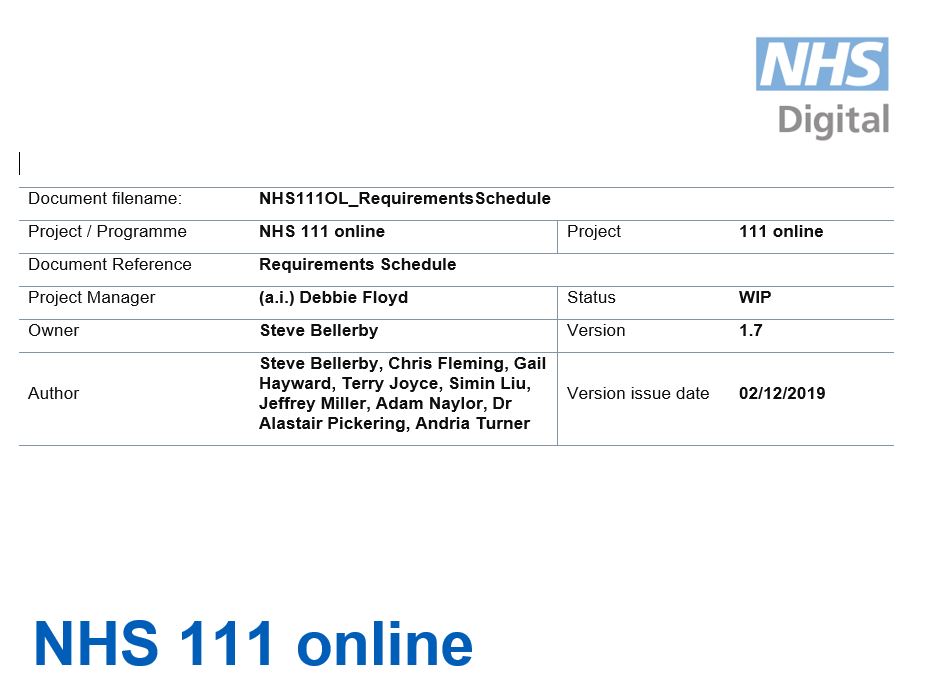 NHS
Digital
Document filename: NHS111OL_RequirementsSchedule
Project / Programme NHS 111 online Project 111 online
Document Reference Requirements Schedule
Project Manager (a.i.) Debbie Floyd Status WIP
Owner Steve Bellerby Version 1.7
Author Steve Bellerby, Chris Fleming, Gail
Hayward, Terry Joyce, Simin Liu,
Jeffrey Miller, Adam Naylor, Dr
Alastair Pickering, Andria Turner
Version issue date 02/12/2019
NHS 111 online